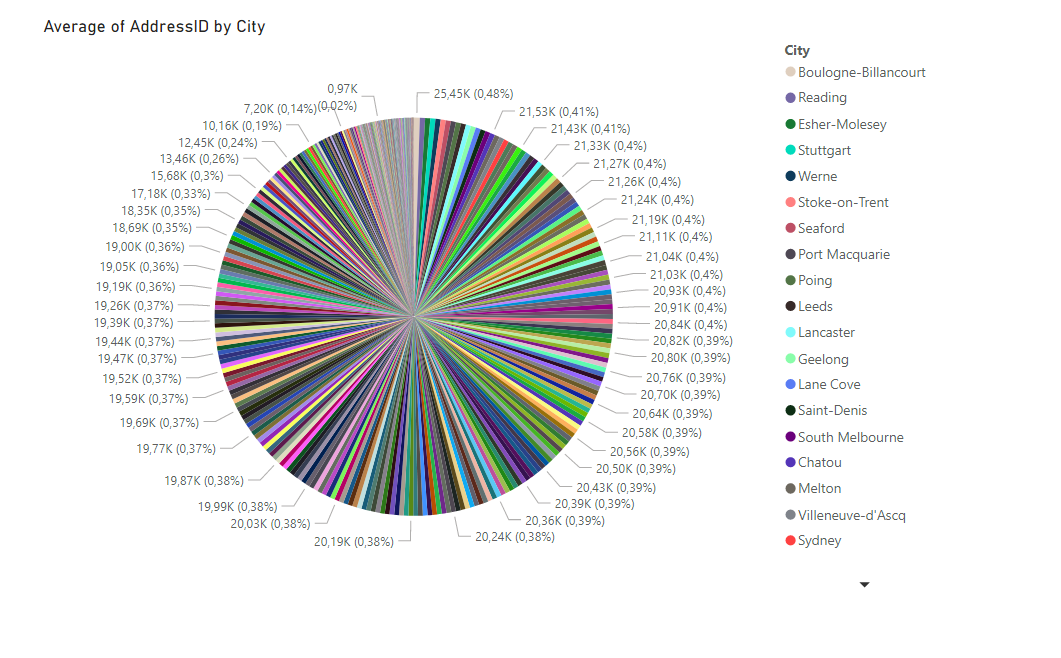 Average of AddressID by City
0,97K
(0,02%)
7,20K (0,14%)
10,16K (0,19%)
12,45K (0,24%)
13,46K (0,26%)
15,68K (0,3%)
17,18K (0,33%)
18,35K (0,35%)
18,69K (0,35%)
19,00K (0,36%)
19,05K (0,36%)
19,19K (0,36%)
19,26K (0,37%)
19,39K (0,37%)
19,44K (0,37%)
19,47K (0,37%)
19,52K (0,37%)
19,59K (0,37%)
19,69K (0,37%)
19,77K (0,37%)
19,87K (0,38%)
19,99K (0,38%)
20,03K (0,38%)
20,19K (0,38%)
25,45K (0,48%)
21,53K (0,41%)
21,43K (0,41%)
21,33K (0,4%)
21,27K (0,4%)
21,26K (0,4%)
21,24K (0,4%)
21,19K (0,4%)
21,11K (0,4%)
21,04K (0,4%)
21,03K (0,4%)
20,93K (0,4%)
20,91K (0,4%)
20,84K (0,4%)
20,82K (0,39%)
20,80K (0,39%)
20,76K (0,39%)
20,70K (0,39%)
20,64K (0,39%)
20,58K (0,39%)
20,56K (0,39%)
20,50K (0,39%)
20,43K (0,39%)
20,39K (0,39%)
20,36K (0,39%)
20,24K (0,38%)
City
Boulogne-Billancourt
Reading
Esher-Molesey
Stuttgart
Werne
Stoke-on-Trent
Seaford
Port Macquarie
Poing
Leeds
Lancaster
Geelong
Lane Cove
Saint-Denis
South Melbourne
Chatou
Melton
Villeneuve-d'Ascq
Sydney